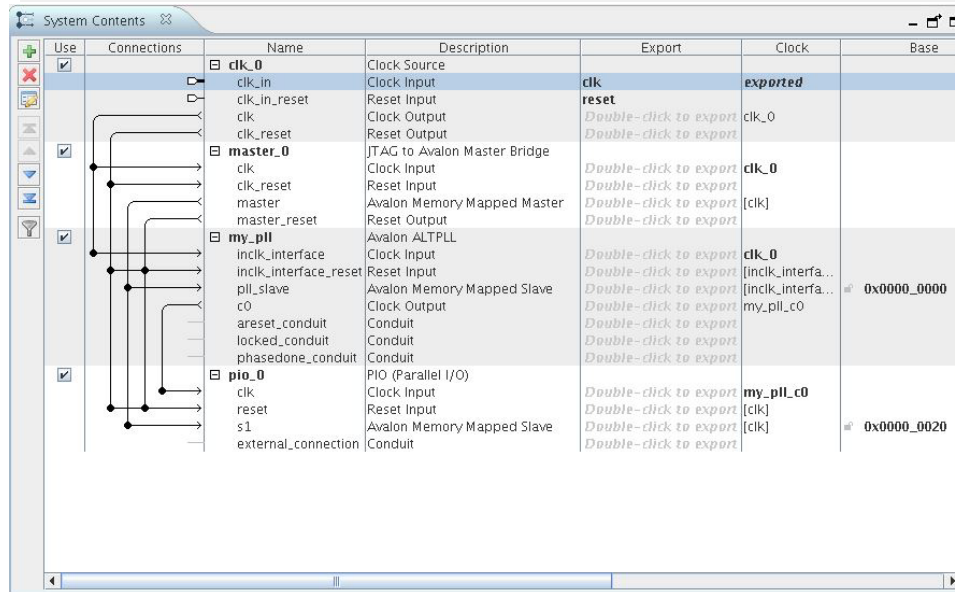 System Contents
Use Connections Name Description Export Clock Base
clk_0 Clock Source
clk_in Clock Input clk exported
clk_in_reset Reset Input reset
clk Clock Output Double-click to export clk_0
clk_reset Reset Output Double-click to export
master_0 JTAG to Avalon Master Bridge
clk Clock Input Double-click to export clk_0
clk_reset Reset Input Double-click to export
master Avalon Memory Mapped Master Double-click to export [clk]
master_reset Reset Output Double-click to export
my_pll Avalon ALTPLL
inclk_interface Clock Input Double-click to export clk_0
inclk_interface_reset Reset Input Double-click to export [inclk_interfa...
pll_slave Avalon Memory Mapped Slave Double-click to export [inclk_interfa... 0x0000_0000
c0 Clock Output Double-click to export my_pll_c0
areset_conduit Conduit Double-click to export
locked_conduit Conduit Double-click to export
phasedone_conduit Conduit Double-click to export
pio_0 PIO (Parallel I/O)
clk Clock Input Double-click to export my_pll_c0
reset Reset Input Double-click to export [clk]
s1 Avalon Memory Mapped Slave Double-click to export [clk] 0x0000_0020
external_connection Conduit Double-click to export